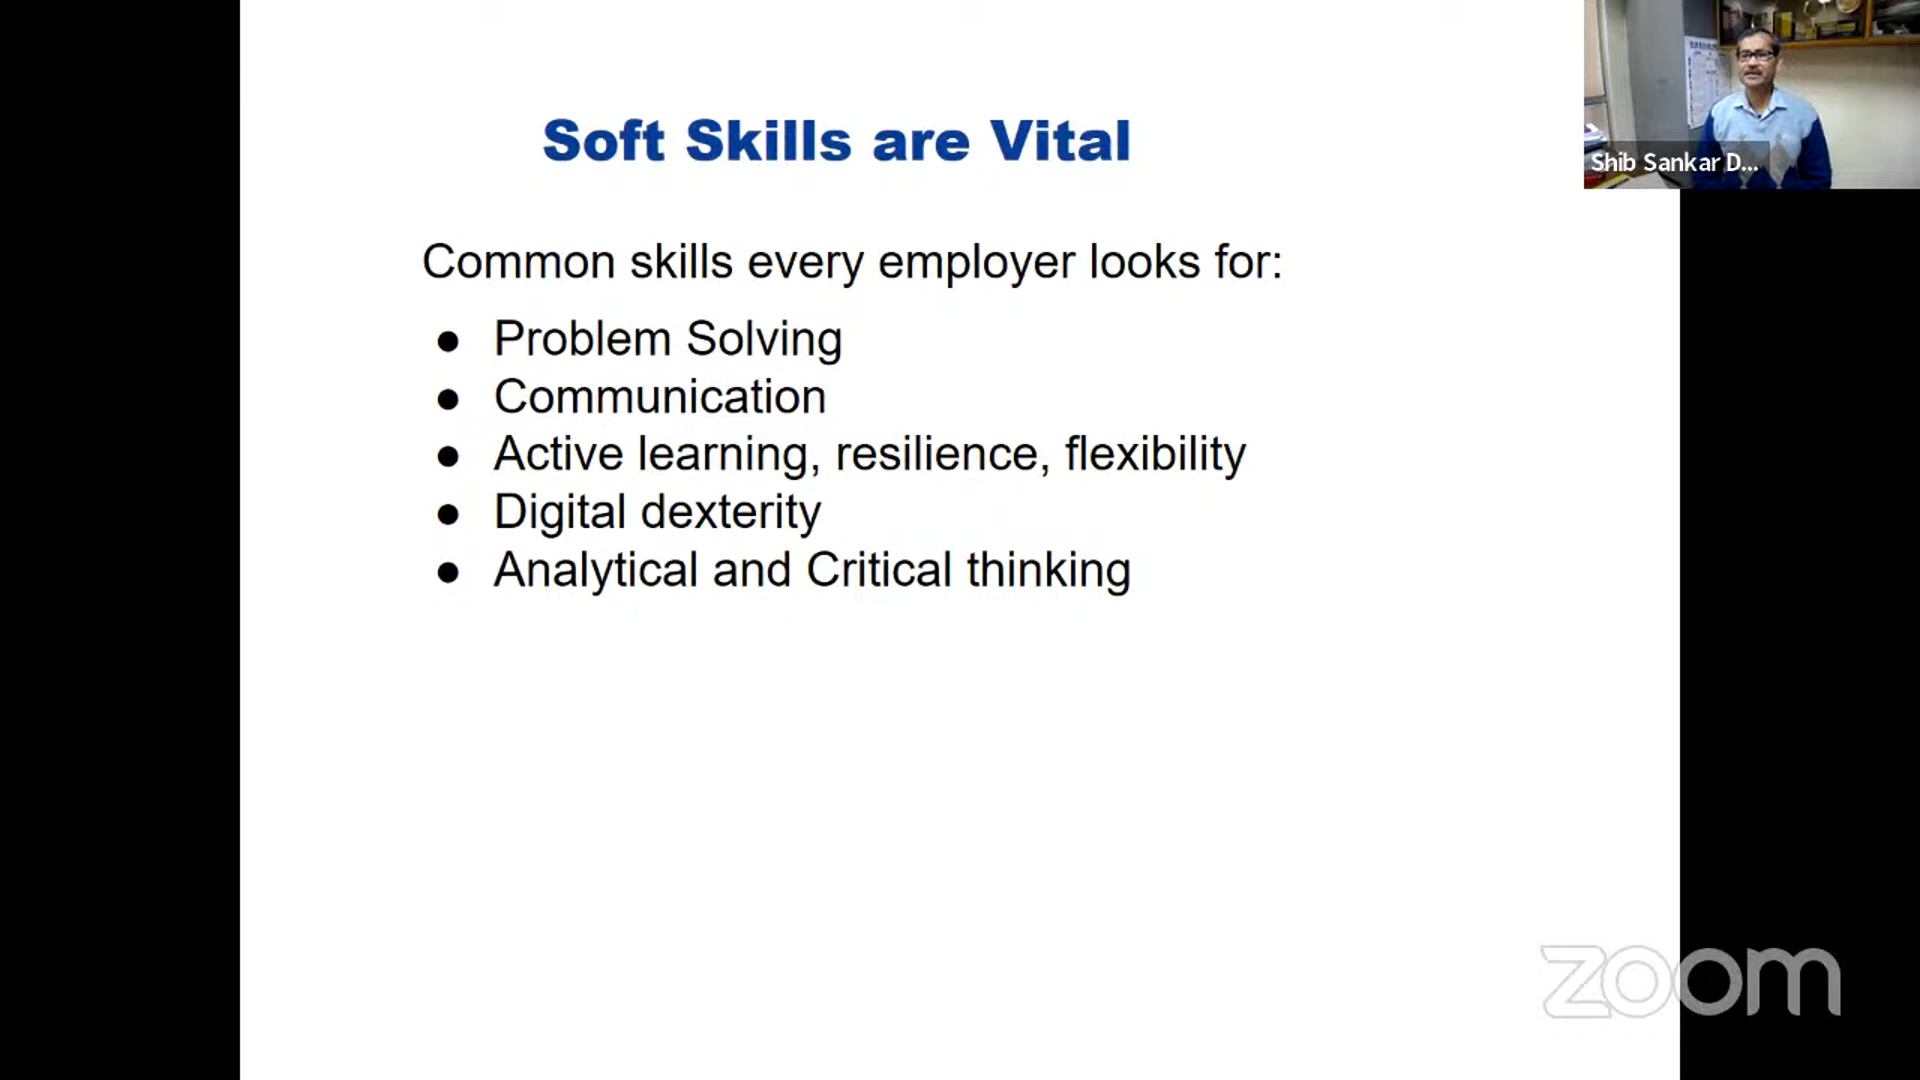 Soft Skills are Vital
Shib Sankar D...
Common skills every employer looks for:
● Problem Solving
● Communication
● Active learning, resilience, flexibility
● Digital dexterity
● Analytical and Critical thinking
zoom